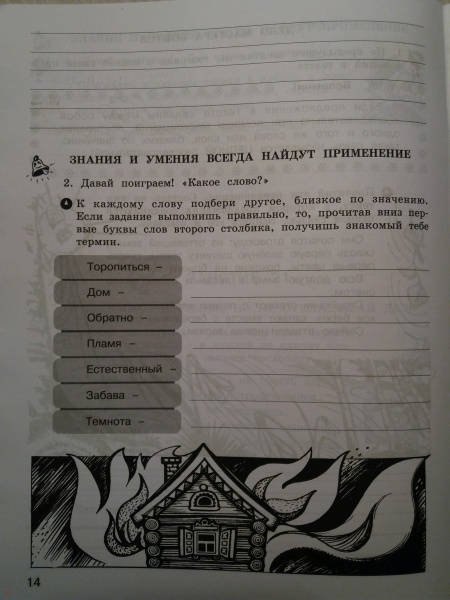 ЗНАНИЯ И УМЕНИЯ ВСЕГДА НАЙДУТ ПРИМЕНЕНИЕ
2. Давай поиграем! «Какое слово?»
К каждому слову подбери другое, близкое по значению.
Если задание выполнишь правильно, то, прочитав вниз пер-
вые буквы слов второго столбика, получишь знакомый тебе
термин.
Торопиться –
Дом –
Обратно –
Пламя –
Естественный –
Забава –
Темнота –
14